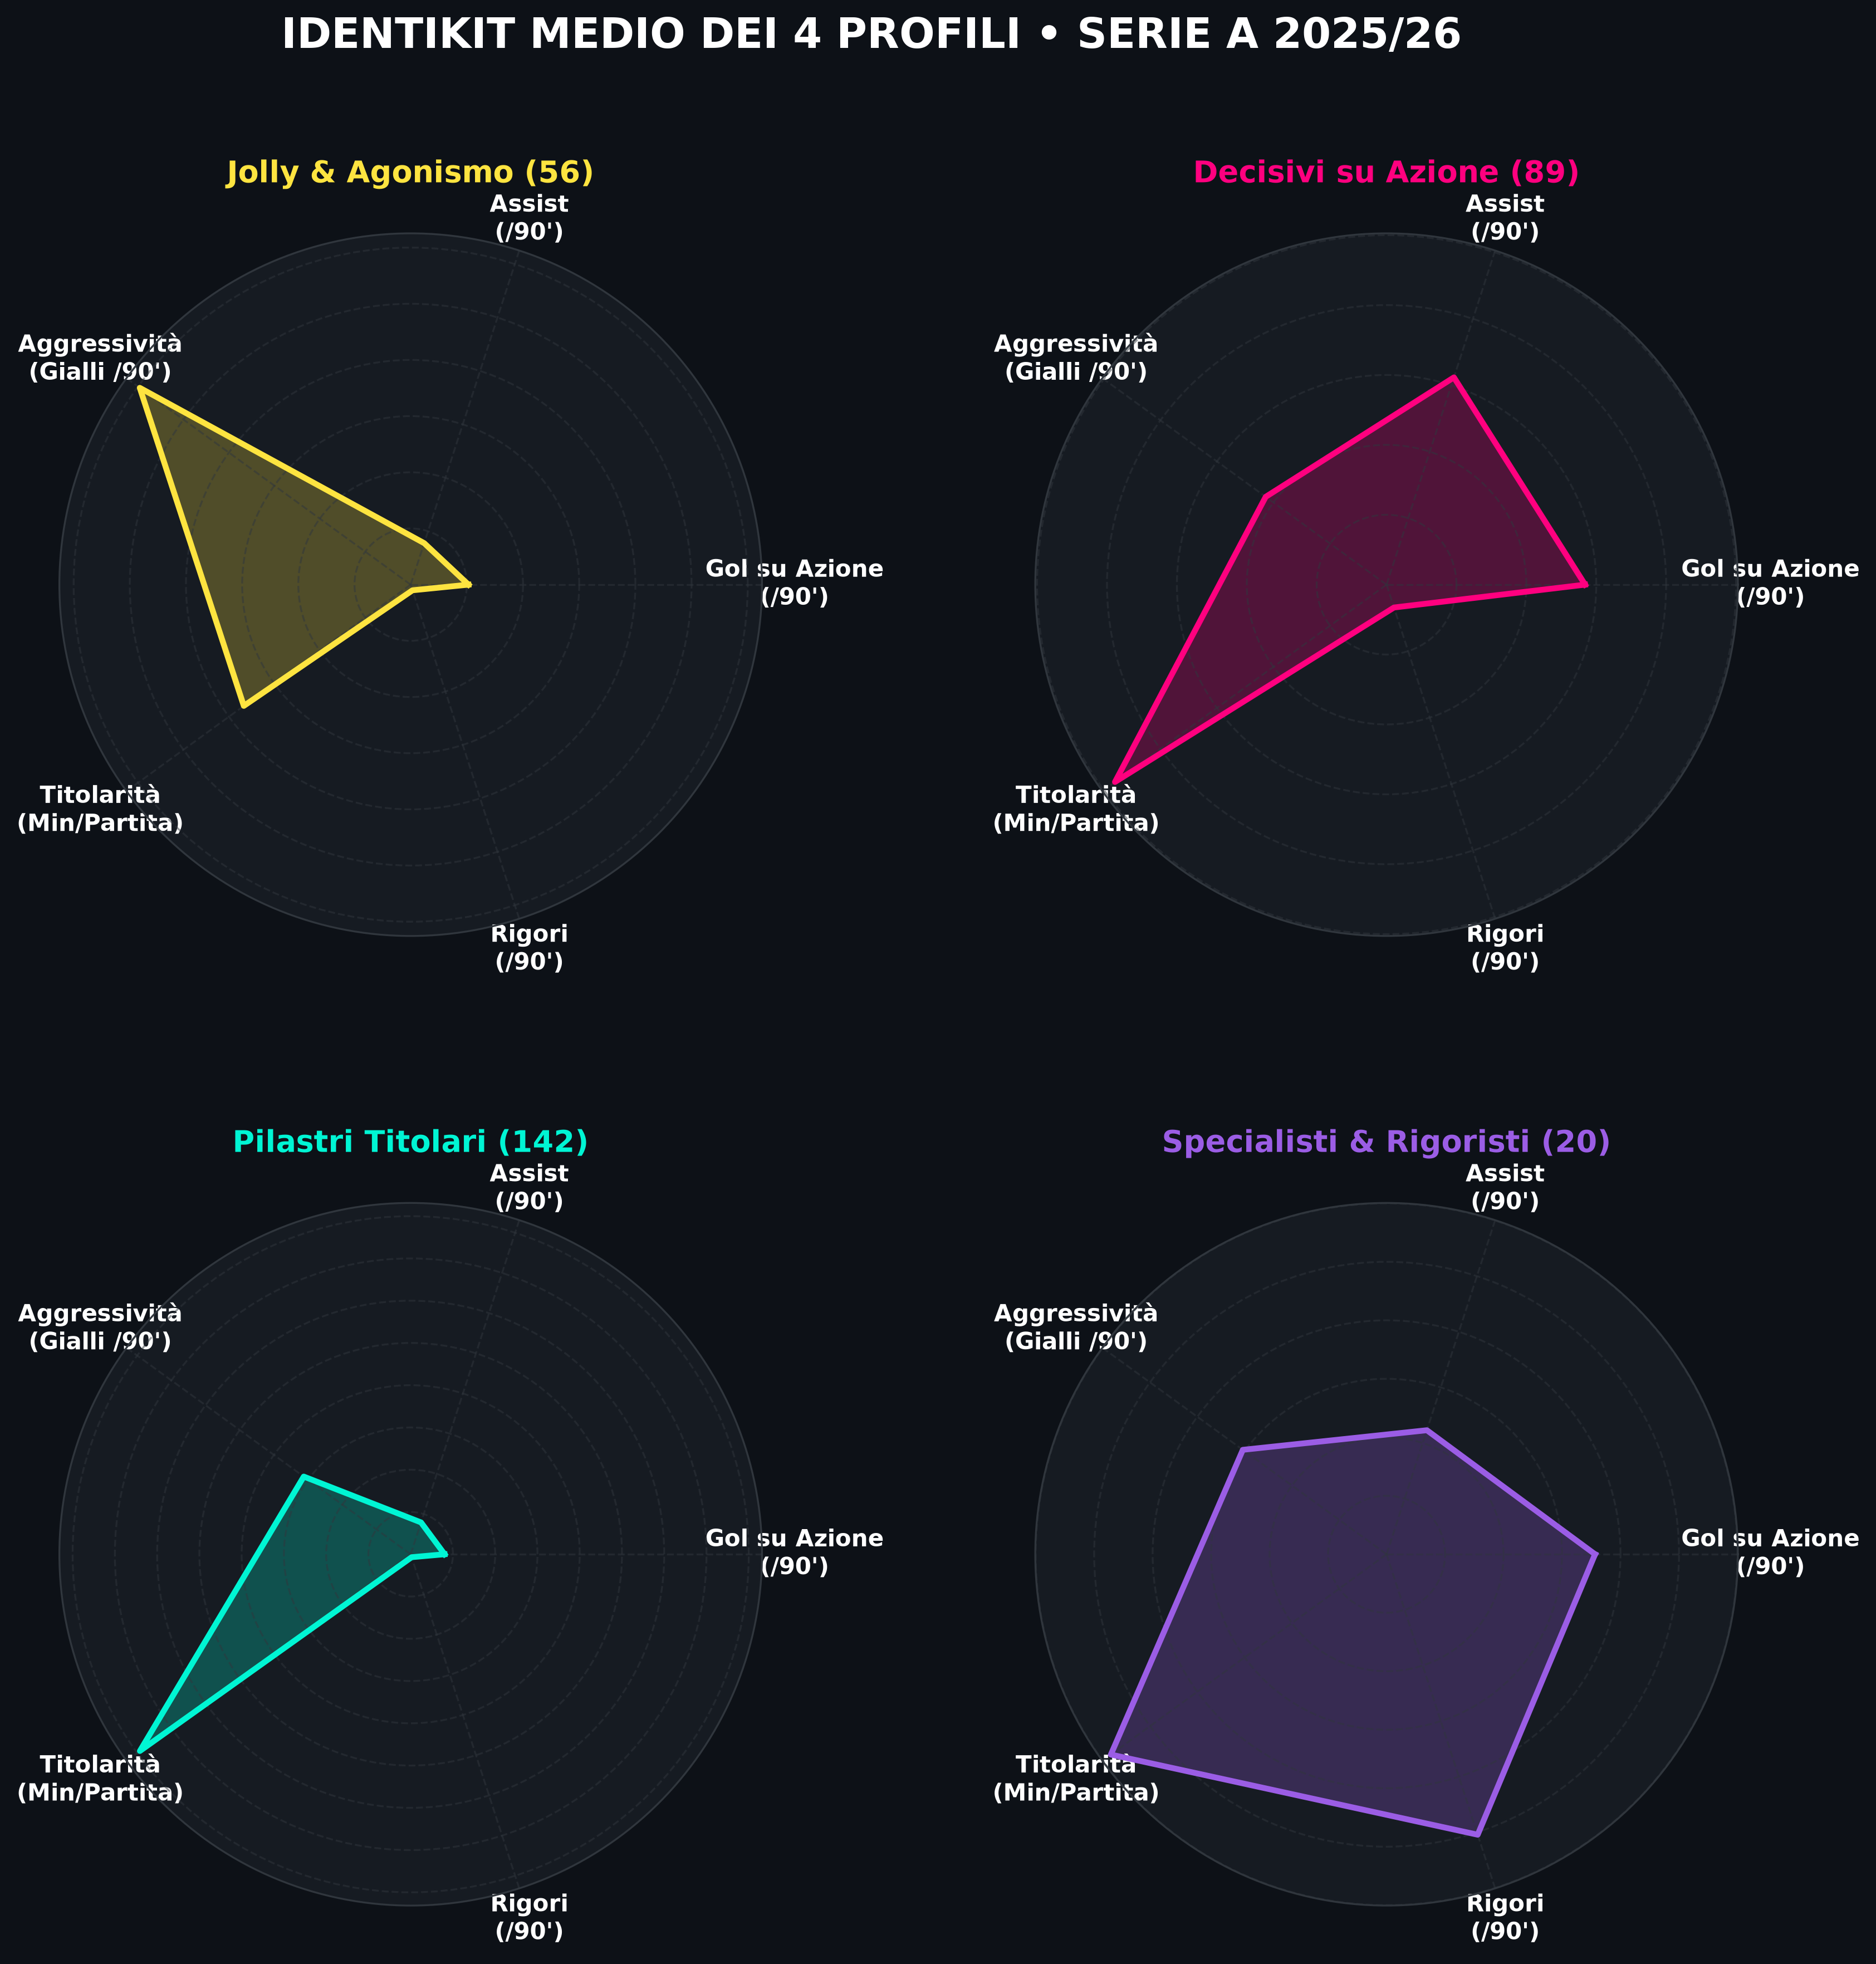 IDENTIKIT MEDIO DEI 4 PROFILI • SERIE A 2025/26
Jolly & Agonismo (56)
Assist
(/90')
Aggressività
(Gialli /90')
Gol su Azione
(/90')
Titolarità
(Min/Partita)
Rigori
(/90')
Decisivi su Azione (89)
Assist
(/90')
Aggressività
(Gialli /90')
Gol su Azione
(/90')
Titolarità
(Min/Partita)
Rigori
(/90')
Pilastri Titolari (142)
Assist
(/90')
Aggressività
(Gialli /90')
Gol su Azione
(/90')
Titolarità
(Min/Partita)
Rigori
(/90')
Specialisti & Rigoristi (20)
Assist
(/90')
Aggressività
(Gialli /90')
Gol su Azione
(/90')
Titolarità
(Min/Partita)
Rigori
(/90')